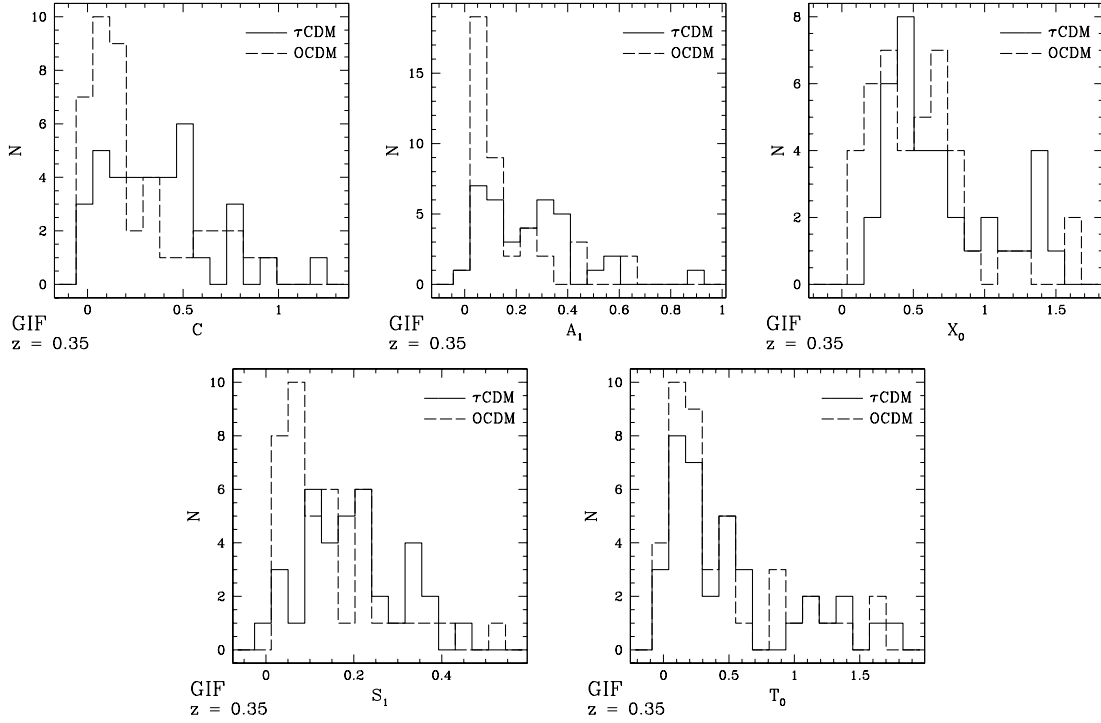 10
8
6
4
2
0
N
τCDM
OCDM
0 0.5 1
C
GIF
z = 0.35
15
10
5
0
N
τCDM
OCDM
0 0.2 0.4 0.6 0.8 1
A₁
GIF
z = 0.35
8
6
4
2
0
N
τCDM
OCDM
0 0.5 1 1.5
X₀
GIF
z = 0.35
10
8
6
4
2
0
N
τCDM
OCDM
0 0.2 0.4
S₁
GIF
z = 0.35
10
8
6
4
2
0
N
τCDM
OCDM
0 0.5 1 1.5
T₀
GIF
z = 0.35